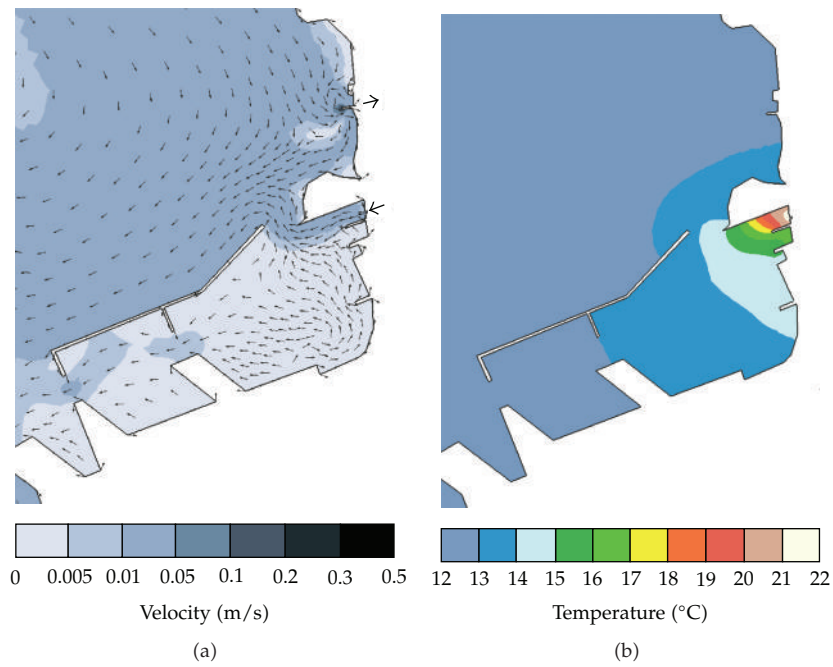 0 0.005 0.01 0.05 0.1 0.2 0.3 0.5
Velocity (m/s)
(a)
12 13 14 15 16 17 18 19 20 21 22
Temperature (°C)
(b)